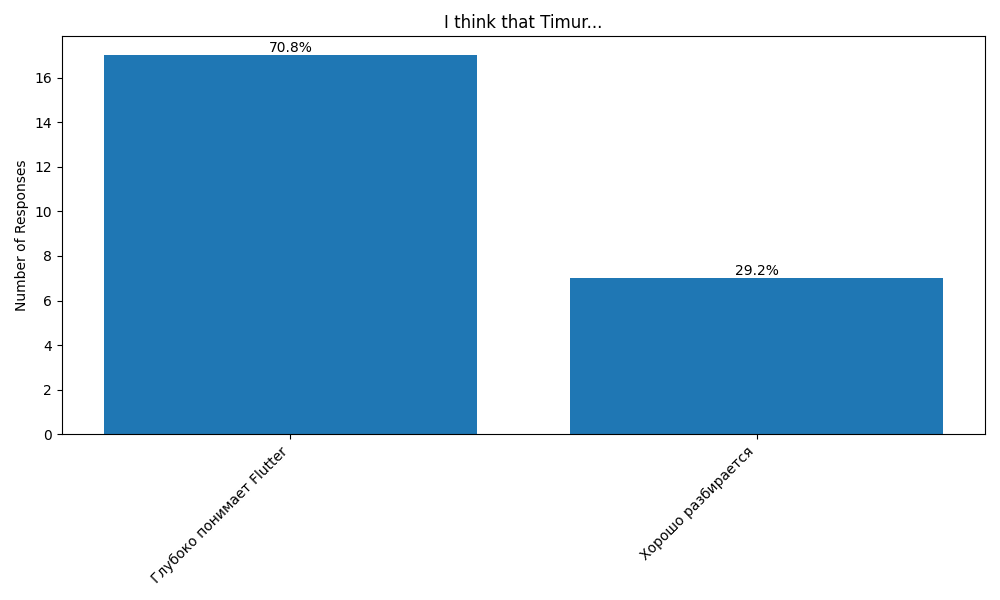 I think that Timur...
70.8%
29.2%
Number of Responses
16
14
12
10
8
6
4
2
0
Глубоко понимает Flutter
Хорошо разбирается